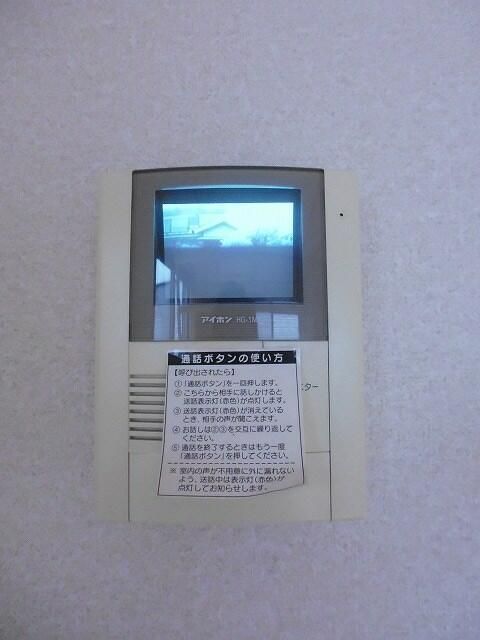 アイホン HG-1M
通話ボタンの使い方
【呼び出されたら】
①「通話ボタン」を一回押します。
② こちらから相手に話しかけると
送話表示灯(赤色)が点灯します。
③ 送話表示灯(赤色)が消えている
とき、相手の声が聞こえます。
④ お話しは②③を交互に繰り返して
ください。
⑤ 通話を終了するときはもう一度
「通話ボタン」を押してください。
※ 室内の声が不用意に外に漏れない
よう、送話中は表示灯(赤色)が
点灯してお知らせします。
ター